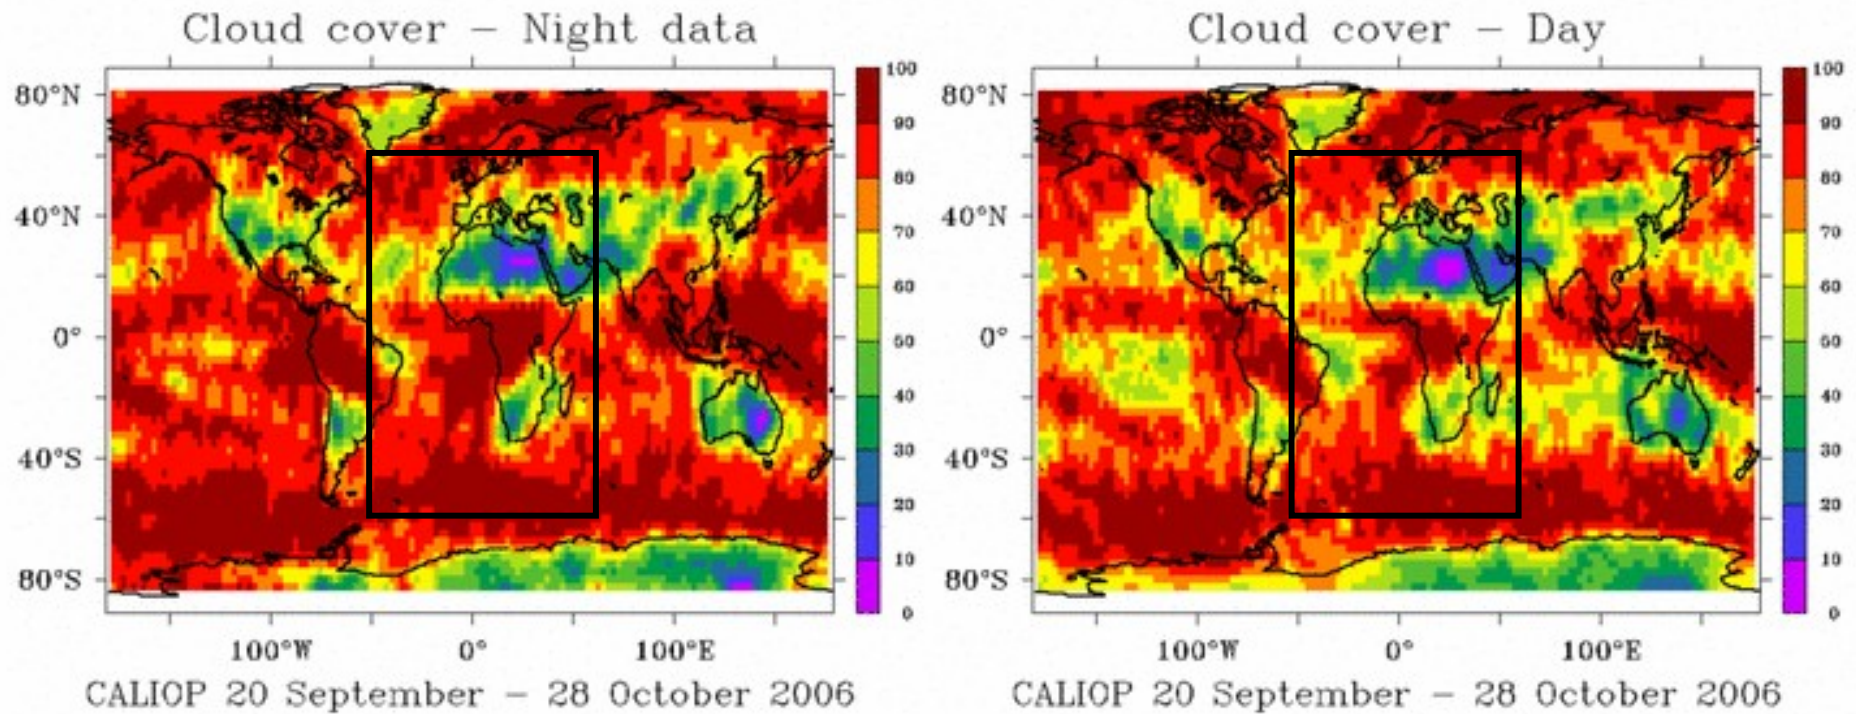 Cloud cover – Night data
80°N
40°N
0°
40°S
80°S
100°W 0° 100°E
100
90
80
70
60
50
40
30
20
10
0
CALIOP 20 September – 28 October 2006
Cloud cover – Day
80°N
40°N
0°
40°S
80°S
100°W 0° 100°E
100
90
80
70
60
50
40
30
20
10
0
CALIOP 20 September – 28 October 2006